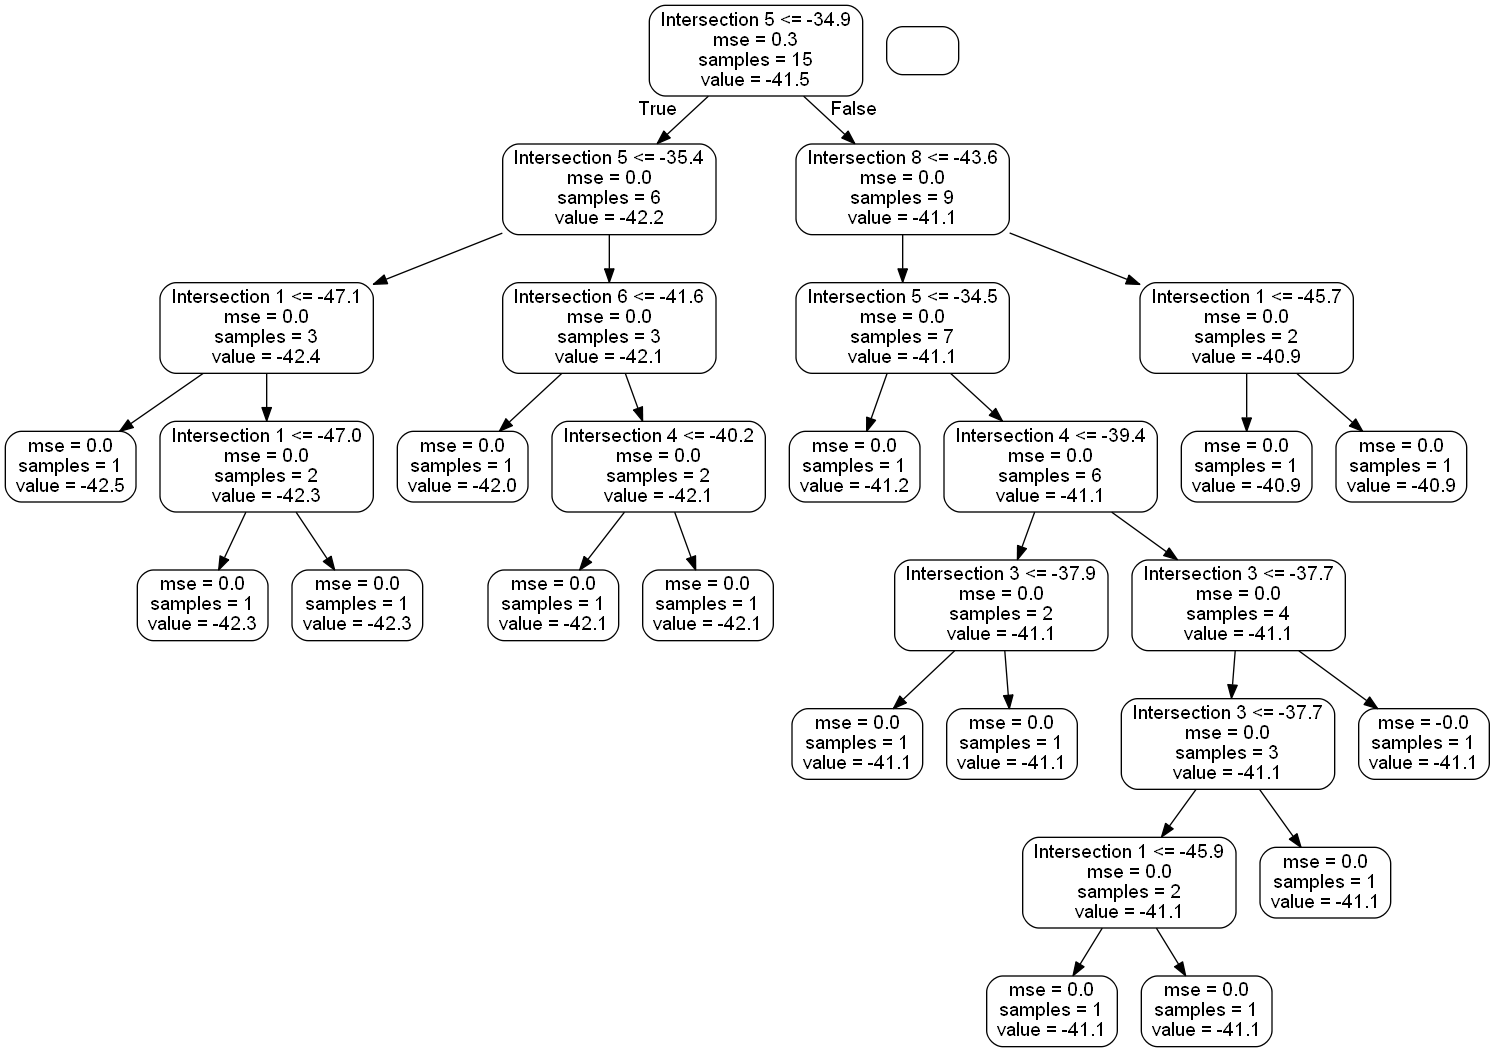 Intersection 5 <= -34.9
mse = 0.3
samples = 15
value = -41.5
True
False
Intersection 5 <= -35.4
mse = 0.0
samples = 6
value = -42.2
Intersection 8 <= -43.6
mse = 0.0
samples = 9
value = -41.1
Intersection 1 <= -47.1
mse = 0.0
samples = 3
value = -42.4
Intersection 6 <= -41.6
mse = 0.0
samples = 3
value = -42.1
Intersection 5 <= -34.5
mse = 0.0
samples = 7
value = -41.1
Intersection 1 <= -45.7
mse = 0.0
samples = 2
value = -40.9
mse = 0.0
samples = 1
value = -42.5
Intersection 1 <= -47.0
mse = 0.0
samples = 2
value = -42.3
mse = 0.0
samples = 1
value = -42.0
Intersection 4 <= -40.2
mse = 0.0
samples = 2
value = -42.1
mse = 0.0
samples = 1
value = -41.2
Intersection 4 <= -39.4
mse = 0.0
samples = 6
value = -41.1
mse = 0.0
samples = 1
value = -40.9
mse = 0.0
samples = 1
value = -40.9
mse = 0.0
samples = 1
value = -42.3
mse = 0.0
samples = 1
value = -42.3
mse = 0.0
samples = 1
value = -42.1
mse = 0.0
samples = 1
value = -42.1
Intersection 3 <= -37.9
mse = 0.0
samples = 2
value = -41.1
Intersection 3 <= -37.7
mse = 0.0
samples = 4
value = -41.1
mse = 0.0
samples = 1
value = -41.1
mse = 0.0
samples = 1
value = -41.1
Intersection 3 <= -37.7
mse = 0.0
samples = 3
value = -41.1
mse = -0.0
samples = 1
value = -41.1
Intersection 1 <= -45.9
mse = 0.0
samples = 2
value = -41.1
mse = 0.0
samples = 1
value = -41.1
mse = 0.0
samples = 1
value = -41.1
mse = 0.0
samples = 1
value = -41.1